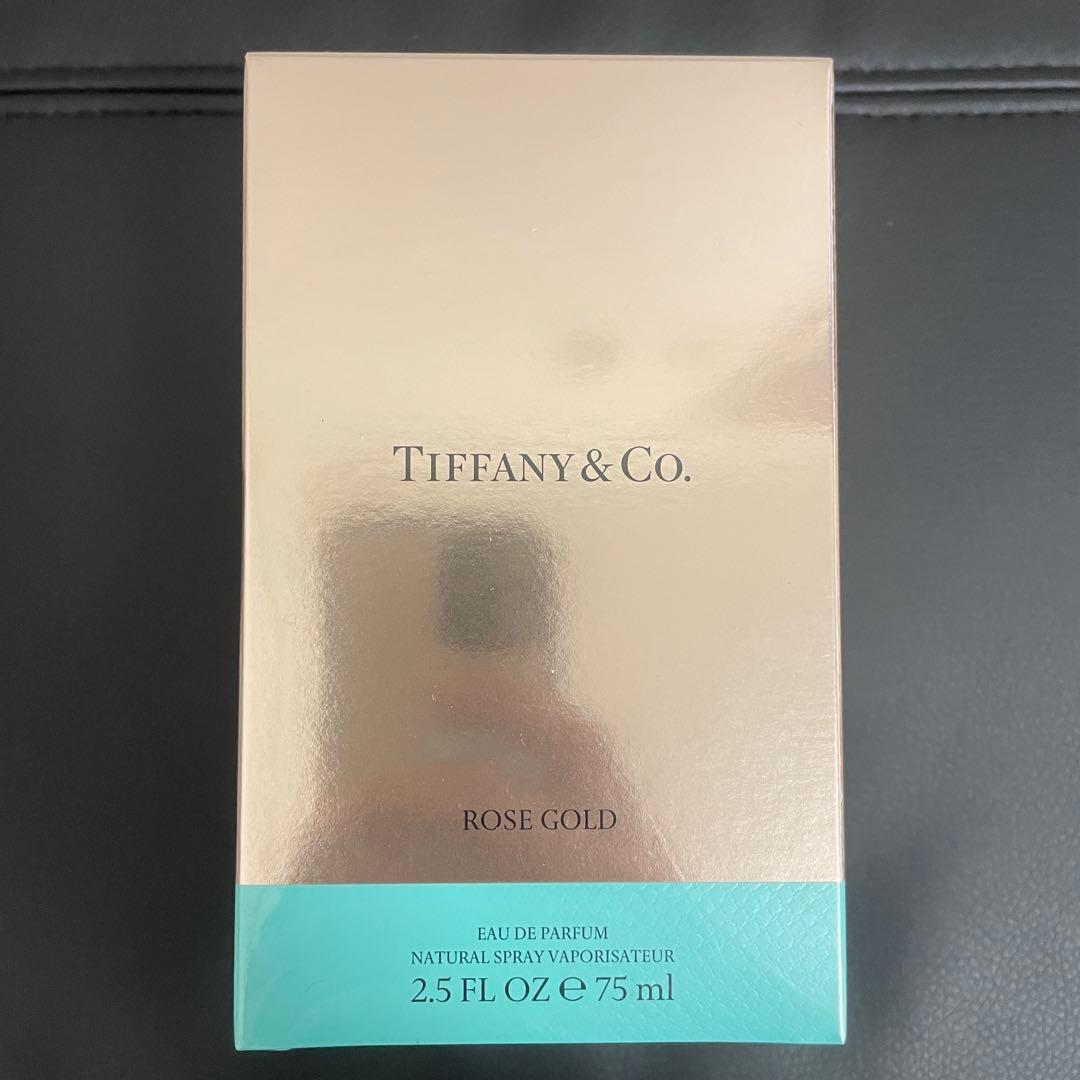 TIFFANY & CO.
ROSE GOLD
EAU DE PARFUM
NATURAL SPRAY VAPORISATEUR
2.5 FL OZ ℮ 75 ml